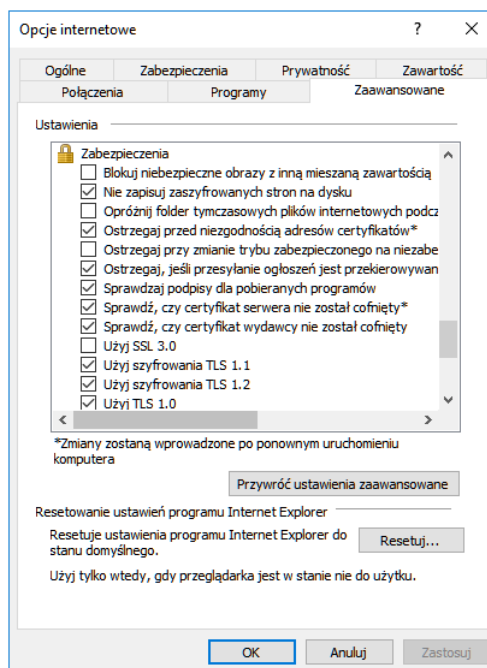 Opcje internetowe
Ogólne Zabezpieczenia Prywatność Zawartość
Połączenia Programy Zaawansowane
Ustawienia
Zabezpieczenia
Blokuj niebezpieczne obrazy z inną mieszaną zawartością
Nie zapisuj zaszyfrowanych stron na dysku
Opróżnij folder tymczasowych plików internetowych podcz
Ostrzegaj przed niezgodnością adresów certyfikatów*
Ostrzegaj przy zmianie trybu zabezpieczonego na niezabe
Ostrzegaj, jeśli przesyłanie ogłoszeń jest przekierowywan
Sprawdzaj podpisy dla pobieranych programów
Sprawdź, czy certyfikat serwera nie został cofnięty*
Sprawdź, czy certyfikat wydawcy nie został cofnięty
Użyj SSL 3.0
Użyj szyfrowania TLS 1.1
Użyj szyfrowania TLS 1.2
Użyj TLS 1.0
*Zmiany zostaną wprowadzone po ponownym uruchomieniu
komputera
Przywróć ustawienia zaawansowane
Resetowanie ustawień programu Internet Explorer
Resetuje ustawienia programu Internet Explorer do
stanu domyślnego.
Resetuj...
Użyj tylko wtedy, gdy przeglądarka jest w stanie nie do użytku.
OK Anuluj Zastosuj